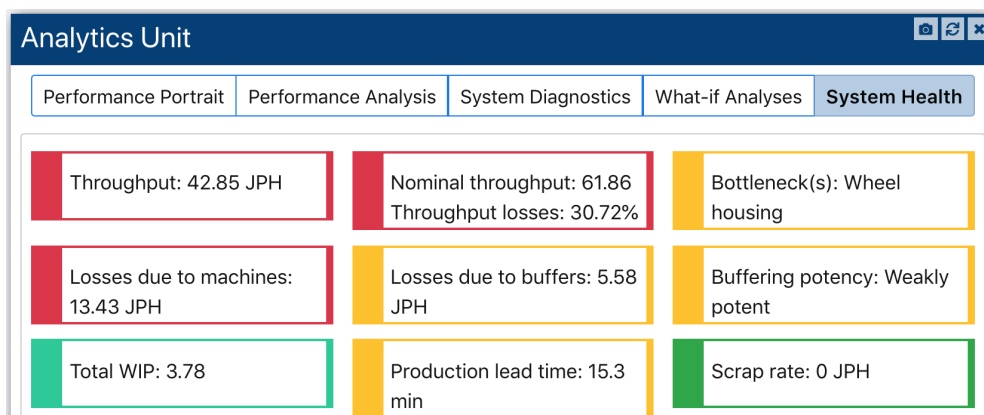 Analytics Unit
Performance Portrait
Performance Analysis
System Diagnostics
What-if Analyses
System Health
Throughput: 42.85 JPH
Nominal throughput: 61.86
Throughput losses: 30.72%
Bottleneck(s): Wheel
housing
Losses due to machines:
13.43 JPH
Losses due to buffers: 5.58
JPH
Buffering potency: Weakly
potent
Total WIP: 3.78
Production lead time: 15.3
min
Scrap rate: 0 JPH